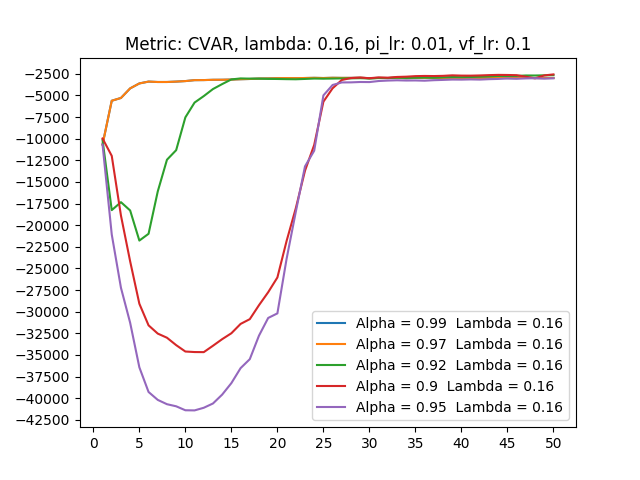 Metric: CVAR, lambda: 0.16, pi_lr: 0.01, vf_lr: 0.1
−2500
−5000
−7500
−10000
−12500
−15000
−17500
−20000
−22500
−25000
−27500
−30000
−32500
−35000
−37500
−40000
−42500
Alpha = 0.99  Lambda = 0.16
Alpha = 0.97  Lambda = 0.16
Alpha = 0.92  Lambda = 0.16
Alpha = 0.9  Lambda = 0.16
Alpha = 0.95  Lambda = 0.16
0 5 10 15 20 25 30 35 40 45 50